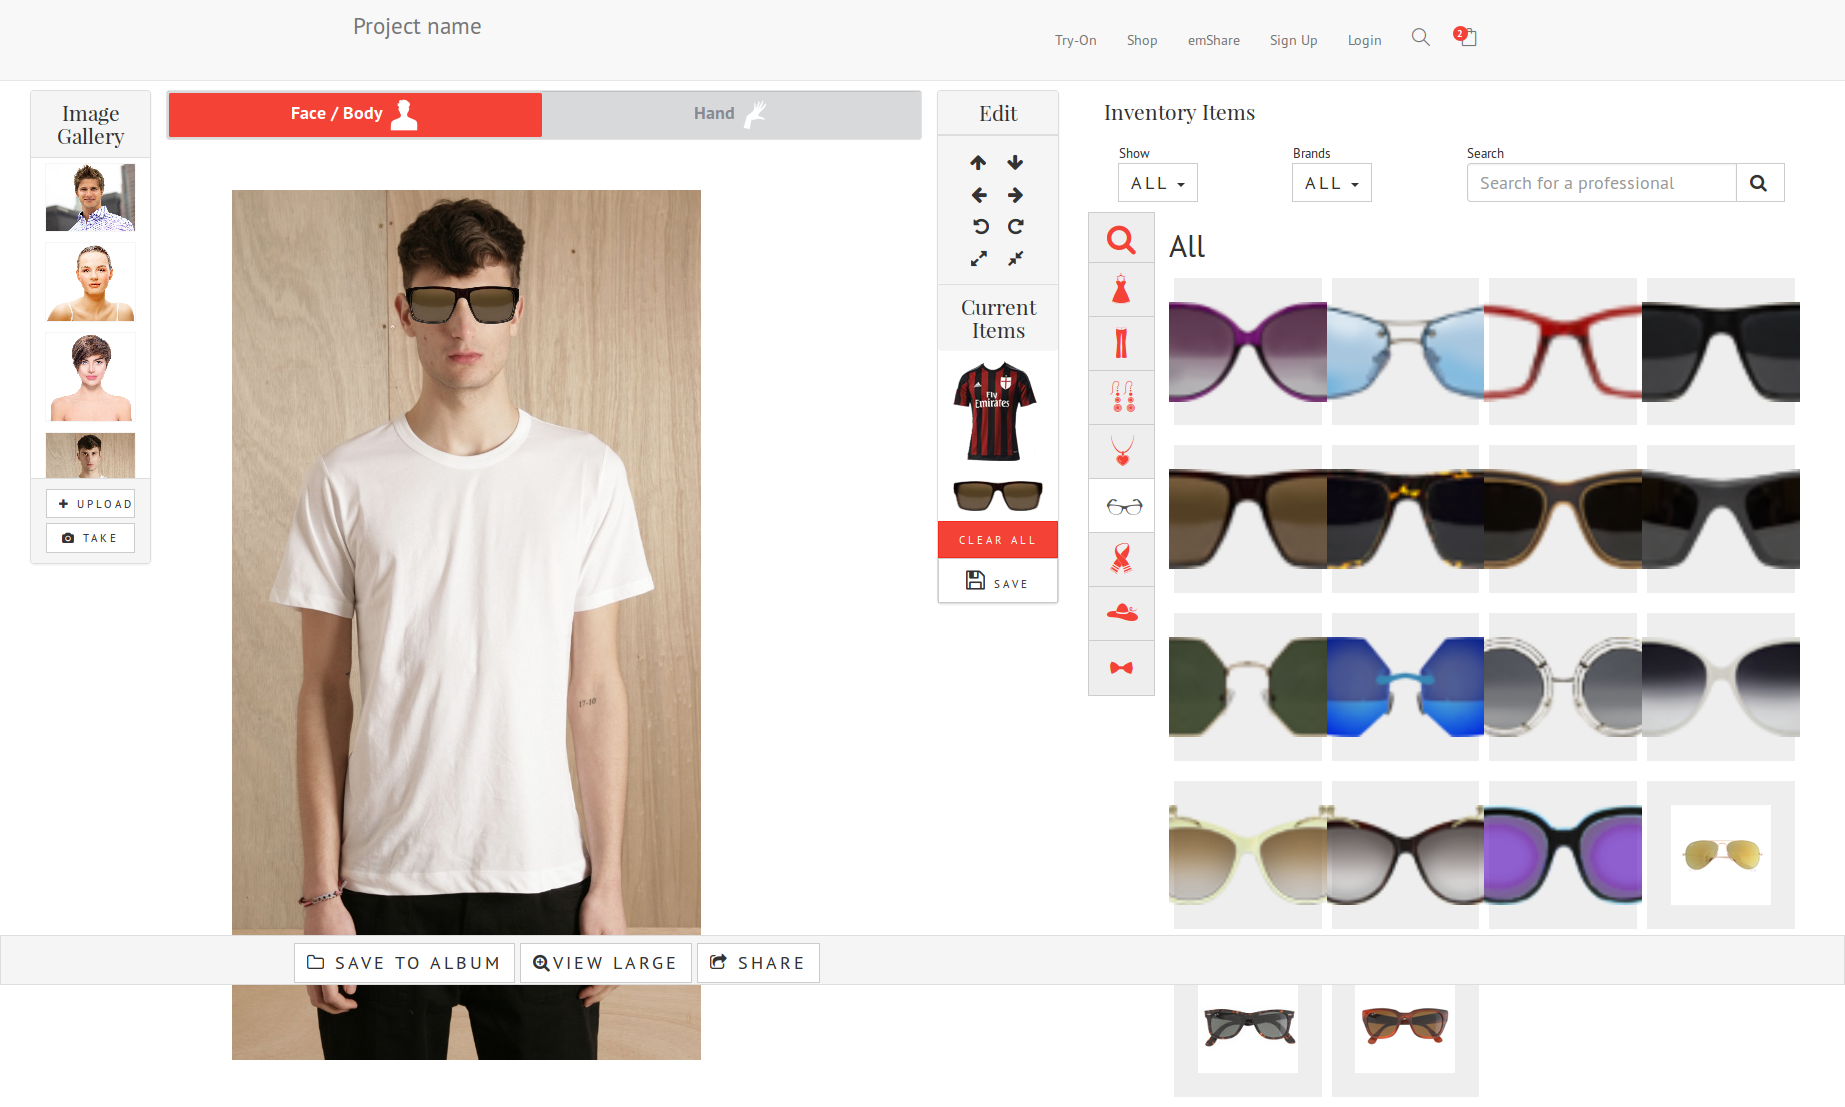 Project name
Try-On
Shop
emShare
Sign Up
Login
2
Image
Gallery
UPLOAD
TAKE
Face / Body
Hand
17-10
Edit
Current
Items
Fly
Emirates
CLEAR ALL
SAVE
Inventory Items
Show
ALL
Brands
ALL
Search
Search for a professional
All
SAVE TO ALBUM
VIEW LARGE
SHARE